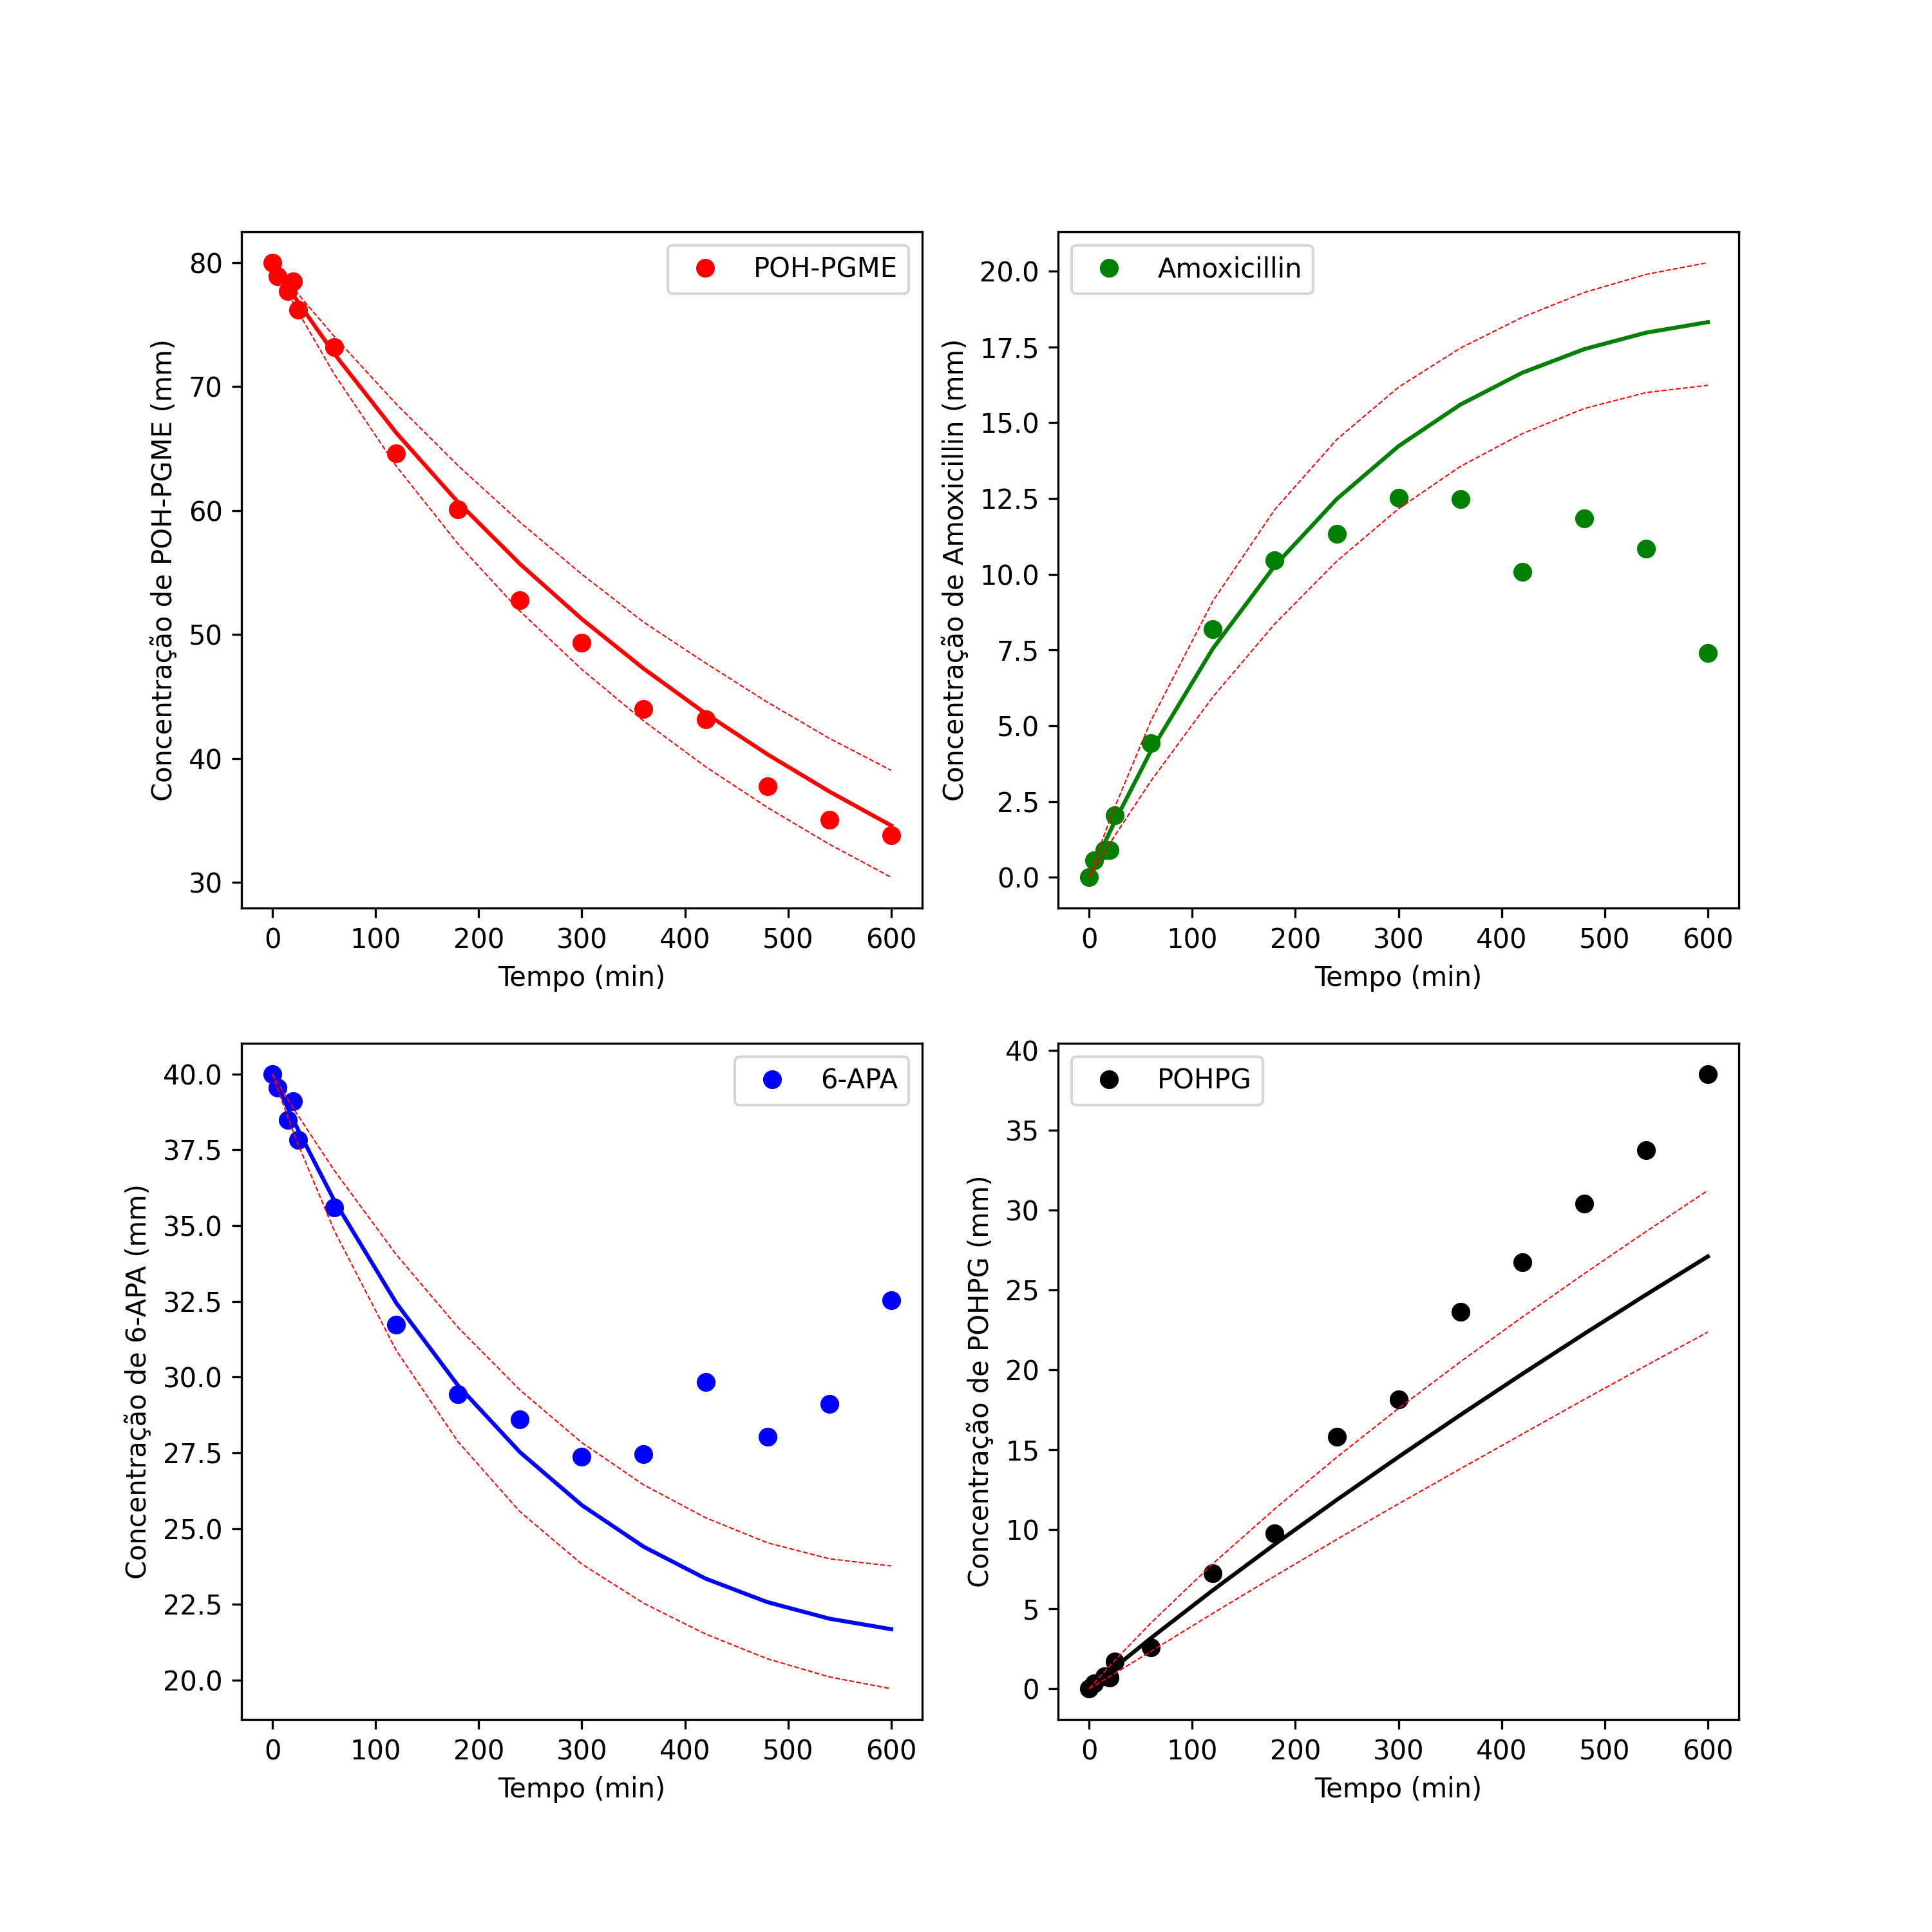 POH-PGME
80
70
60
50
40
30
Concentração de POH-PGME (mm)
0 100 200 300 400 500 600
Tempo (min)
Amoxicillin
20.0
17.5
15.0
12.5
10.0
7.5
5.0
2.5
0.0
Concentração de Amoxicillin (mm)
0 100 200 300 400 500 600
Tempo (min)
6-APA
40.0
37.5
35.0
32.5
30.0
27.5
25.0
22.5
20.0
Concentração de 6-APA (mm)
0 100 200 300 400 500 600
Tempo (min)
POHPG
40
35
30
25
20
15
10
5
0
Concentração de POHPG (mm)
0 100 200 300 400 500 600
Tempo (min)